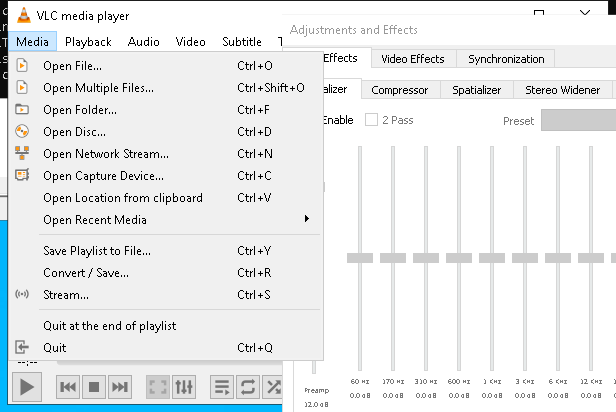 VLC media player
Adjustments and Effects
Media Playback Audio Video Subtitle T
Effects Video Effects Synchronization
alizer Compressor Spatializer Stereo Widener
Enable 2 Pass Preset
Open File... Ctrl+O
Open Multiple Files... Ctrl+Shift+O
Open Folder... Ctrl+F
Open Disc... Ctrl+D
Open Network Stream... Ctrl+N
Open Capture Device... Ctrl+C
Open Location from clipboard Ctrl+V
Open Recent Media
Save Playlist to File... Ctrl+Y
Convert / Save... Ctrl+R
Stream... Ctrl+S
Quit at the end of playlist
Quit Ctrl+Q
--:--
Preamp 60 Hz 170 Hz 310 Hz 600 Hz 1 KHz 3 KHz 6 KHz 12 KHz
12.0 dB 0.0 dB 0.0 dB 0.0 dB 0.0 dB 0.0 dB 0.0 dB 0.0 dB 0.0 dB